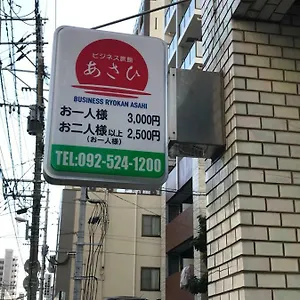 ビジネス旅館
あさひ
BUSINESS RYOKAN ASAHI
お一人様 3,000円
お二人様以上 2,500円
(お一人様)
TEL:092-524-1200